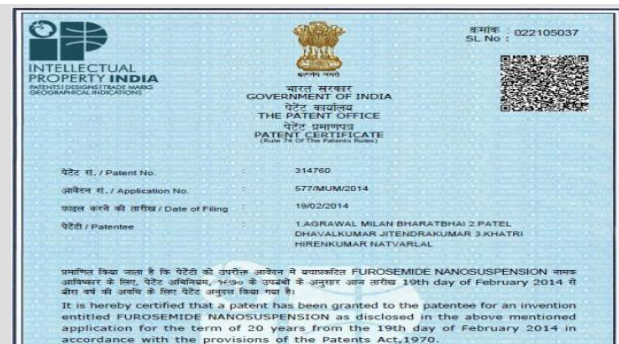 INTELLECTUAL
PROPERTY INDIA
PATENTS | DESIGNS | TRADE MARKS
GEOGRAPHICAL INDICATIONS
क्रमांक :
SL No : 022105037
भारत सरकार
GOVERNMENT OF INDIA
पेटेंट कार्यालय
THE PATENT OFFICE
पेटेंट प्रमाणपत्र
PATENT CERTIFICATE
(Rule 74 Of The Patents Rules)
पेटेंट सं. / Patent No. : 314760
आवेदन सं. / Application No. : 577/MUM/2014
फाइल करने की तारीख / Date of Filing : 19/02/2014
पेटेंटी / Patentee : 1.AGRAWAL MILAN BHARATBHAI 2.PATEL
DHAVALKUMAR JITENDRAKUMAR 3.KHATRI
HIRENKUMAR NATVARLAL
प्रमाणित किया जाता है कि पेटेंटी को उपरोक्त आवेदन में यथाप्रकटित FURSEMIDE NANOSUSPENSION नामक
आविष्कार के लिए, पेटेंट अधिनियम, १९७० के उपबंधों के अनुसार आज तारीख 19th day of February 2014 से
बीस वर्ष की अवधि के लिए पेटेंट अनुदत्त किया गया है।
It is hereby certified that a patent has been granted to the patentee for an invention
entitled FUROSEMIDE NANOSUSPENSION as disclosed in the above mentioned
application for the term of 20 years from the 19th day of February 2014 in
accordance with the provisions of the Patents Act,1970.